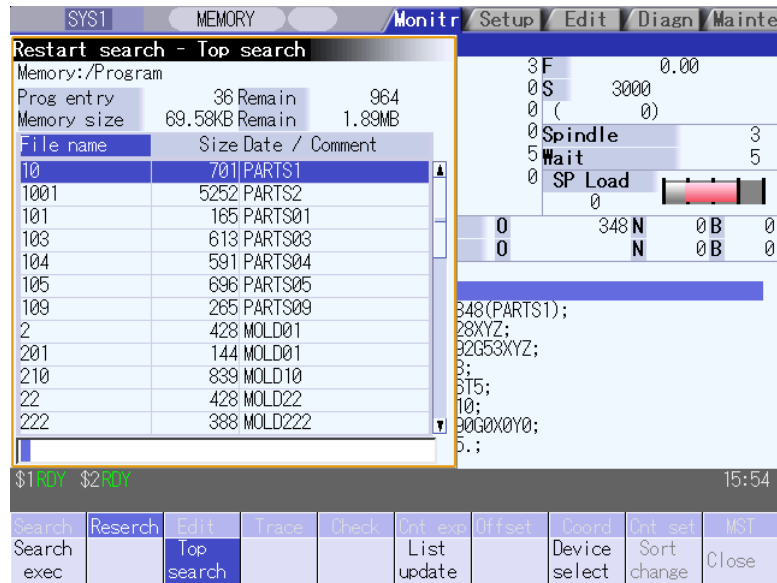 SYS1 MEMORY Monitr Setup Edit Diagn Mainte
Restart search - Top search
Memory:/Program
Prog entry 36 Remain 964
Memory size 69.58KB Remain 1.89MB
File name Size Date / Comment
10 701 PARTS1
1001 5252 PARTS2
101 165 PARTS01
103 613 PARTS03
104 591 PARTS04
105 696 PARTS05
109 265 PARTS09
2 428 MOLD01
201 144 MOLD01
210 839 MOLD10
22 428 MOLD22
222 388 MOLD222
3 F 0.00
0 S 3000
0 ( 0)
0 Spindle 3
5 Wait 5
0 SP Load
0
O 348 N 0 B 0
O N 0 B 0
348(PARTS1);
28XYZ;
92G53XYZ;
3;
6T5;
10;
90G0X0Y0;
5.;
$1 RDY $2 RDY 15:54
Search Reserch Edit Trace Check Cnt exp Offset Coord Cnt set MST
Search exec
Top search
List update
Device select
Sort change
Close